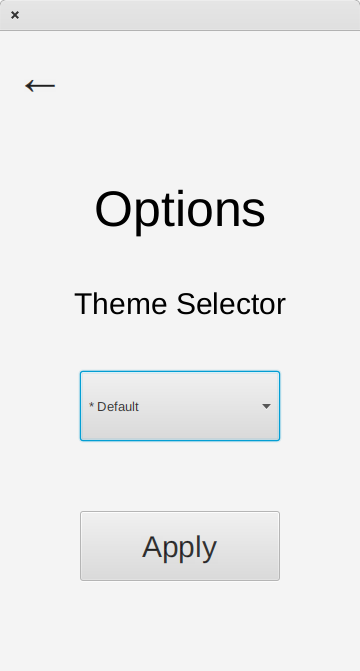 ←
Options
Theme Selector
* Default
Apply